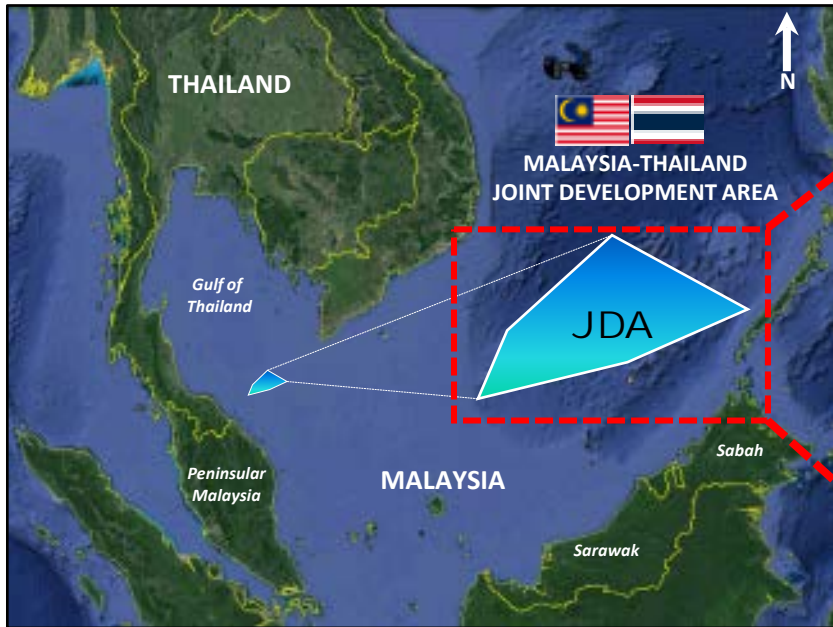 THAILAND
N
MALAYSIA-THAILAND
JOINT DEVELOPMENT AREA
Gulf of
Thailand
JDA
Peninsular
Malaysia
MALAYSIA
Sabah
Sarawak